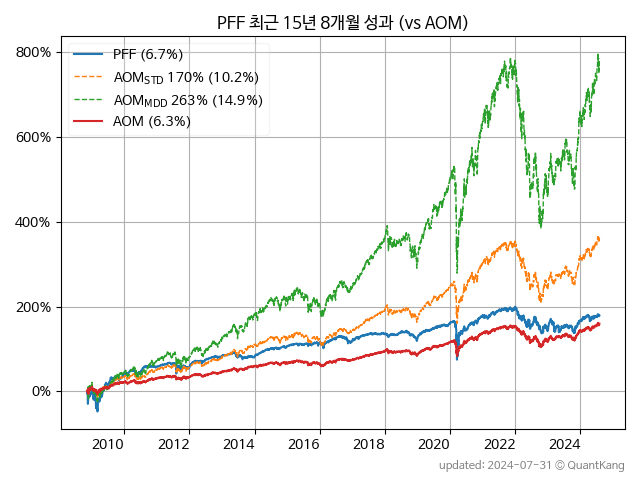 PFF 최근 15년 8개월 성과 (vs AOM)
PFF (6.7%)
AOM_STD 170% (10.2%)
AOM_MDD 263% (14.9%)
AOM (6.3%)
800%
600%
400%
200%
0%
2010 2012 2014 2016 2018 2020 2022 2024
updated: 2024-07-31 © QuantKang